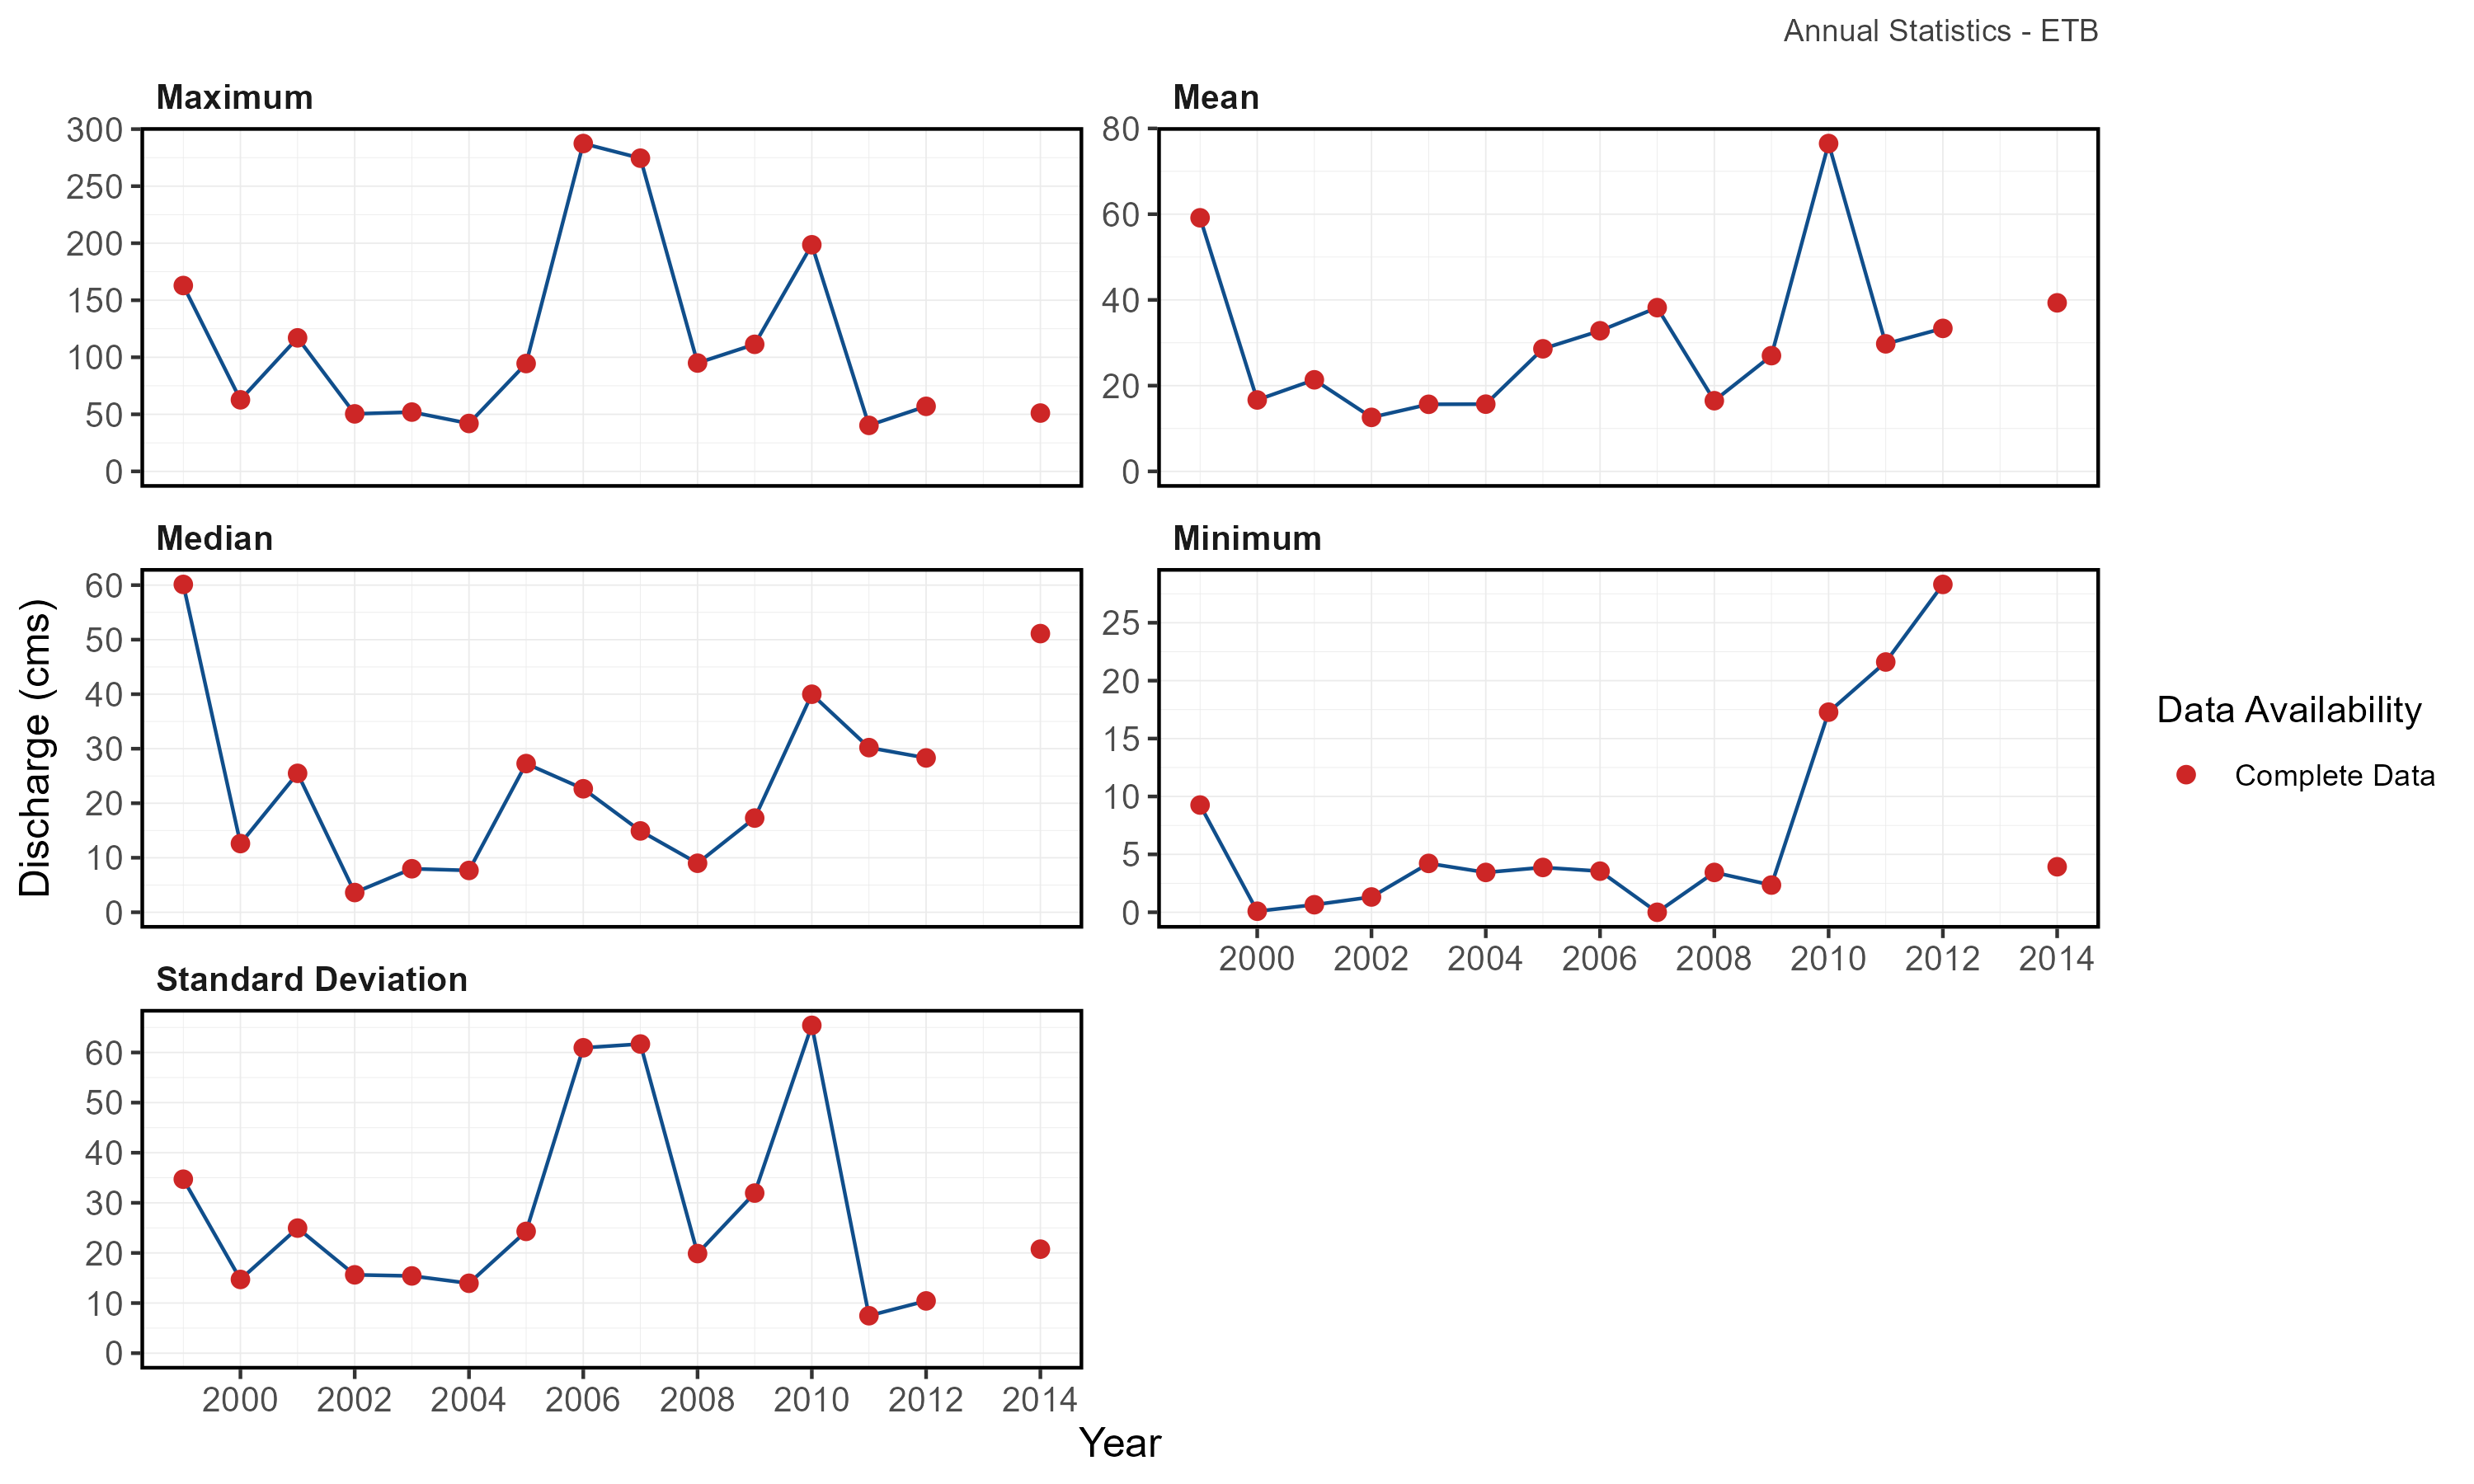 Annual Statistics - ETB
Maximum
300
250
200
150
100
50
0
Mean
80
60
40
20
0
Discharge (cms)
Median
60
50
40
30
20
10
0
Minimum
25
20
15
10
5
0
2000 2002 2004 2006 2008 2010 2012 2014
Standard Deviation
60
50
40
30
20
10
0
2000 2002 2004 2006 2008 2010 2012 2014
Year
Data Availability
Complete Data